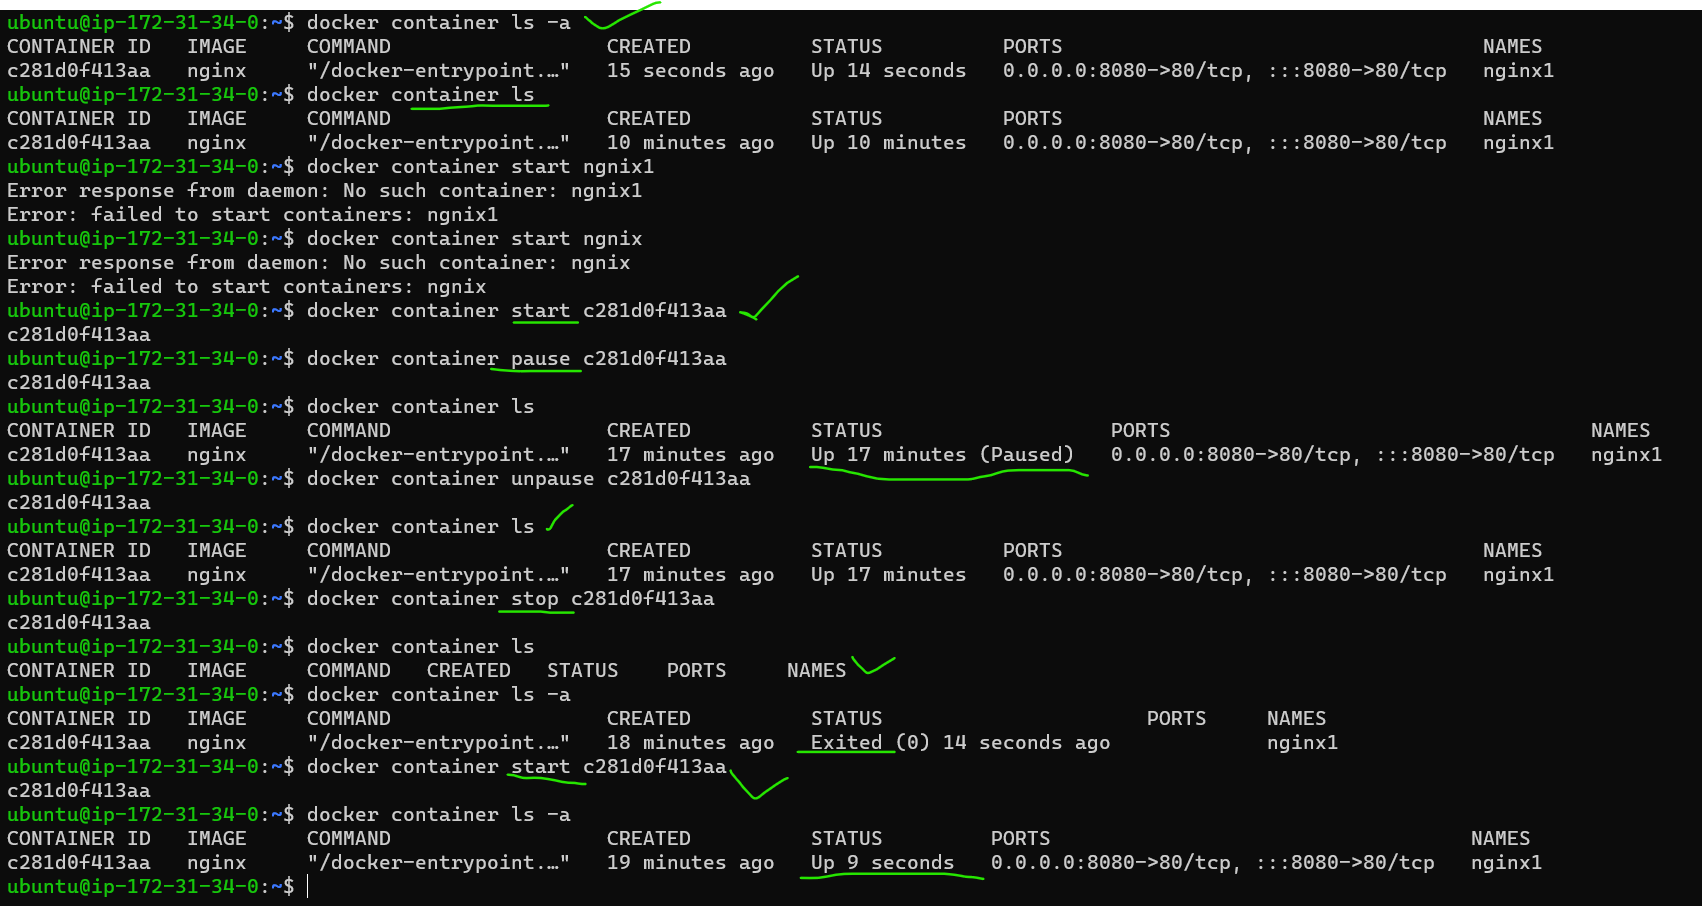 ubuntu@ip-172-31-34-0:~$ docker container ls -a
CONTAINER ID   IMAGE     COMMAND                  CREATED          STATUS          PORTS                                   NAMES
c281d0f413aa   nginx     "/docker-entrypoint.…"   15 seconds ago   Up 14 seconds   0.0.0.0:8080->80/tcp, :::8080->80/tcp   nginx1
ubuntu@ip-172-31-34-0:~$ docker container ls
CONTAINER ID   IMAGE     COMMAND                  CREATED          STATUS          PORTS                                   NAMES
c281d0f413aa   nginx     "/docker-entrypoint.…"   10 minutes ago   Up 10 minutes   0.0.0.0:8080->80/tcp, :::8080->80/tcp   nginx1
ubuntu@ip-172-31-34-0:~$ docker container start ngnix1
Error response from daemon: No such container: ngnix1
Error: failed to start containers: ngnix1
ubuntu@ip-172-31-34-0:~$ docker container start ngnix
Error response from daemon: No such container: ngnix
Error: failed to start containers: ngnix
ubuntu@ip-172-31-34-0:~$ docker container start c281d0f413aa
c281d0f413aa
ubuntu@ip-172-31-34-0:~$ docker container pause c281d0f413aa
c281d0f413aa
ubuntu@ip-172-31-34-0:~$ docker container ls
CONTAINER ID   IMAGE     COMMAND                  CREATED          STATUS                   PORTS                                   NAMES
c281d0f413aa   nginx     "/docker-entrypoint.…"   17 minutes ago   Up 17 minutes (Paused)   0.0.0.0:8080->80/tcp, :::8080->80/tcp   nginx1
ubuntu@ip-172-31-34-0:~$ docker container unpause c281d0f413aa
c281d0f413aa
ubuntu@ip-172-31-34-0:~$ docker container ls
CONTAINER ID   IMAGE     COMMAND                  CREATED          STATUS          PORTS                                   NAMES
c281d0f413aa   nginx     "/docker-entrypoint.…"   17 minutes ago   Up 17 minutes   0.0.0.0:8080->80/tcp, :::8080->80/tcp   nginx1
ubuntu@ip-172-31-34-0:~$ docker container stop c281d0f413aa
c281d0f413aa
ubuntu@ip-172-31-34-0:~$ docker container ls
CONTAINER ID   IMAGE     COMMAND   CREATED   STATUS    PORTS     NAMES
ubuntu@ip-172-31-34-0:~$ docker container ls -a
CONTAINER ID   IMAGE     COMMAND                  CREATED          STATUS                      PORTS     NAMES
c281d0f413aa   nginx     "/docker-entrypoint.…"   18 minutes ago   Exited (0) 14 seconds ago             nginx1
ubuntu@ip-172-31-34-0:~$ docker container start c281d0f413aa
c281d0f413aa
ubuntu@ip-172-31-34-0:~$ docker container ls -a
CONTAINER ID   IMAGE     COMMAND                  CREATED          STATUS         PORTS                                   NAMES
c281d0f413aa   nginx     "/docker-entrypoint.…"   19 minutes ago   Up 9 seconds   0.0.0.0:8080->80/tcp, :::8080->80/tcp   nginx1
ubuntu@ip-172-31-34-0:~$